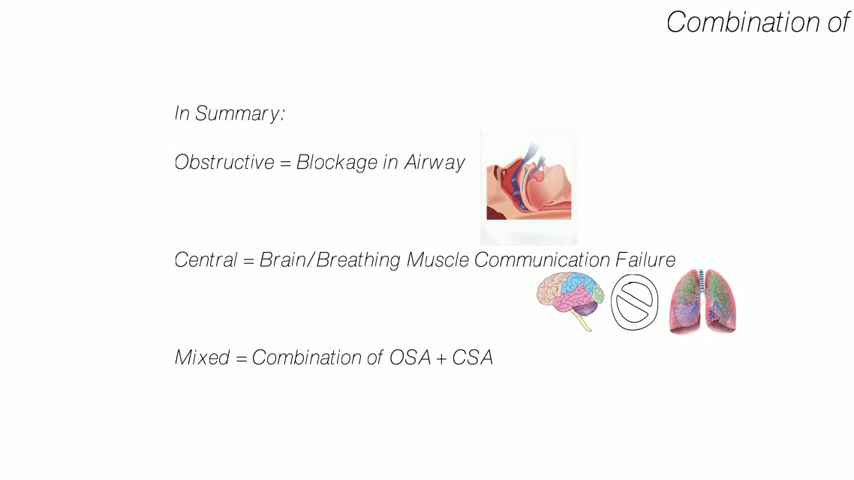 Combination of
In Summary:
Obstructive = Blockage in Airway
Central = Brain/Breathing Muscle Communication Failure
Mixed = Combination of OSA + CSA